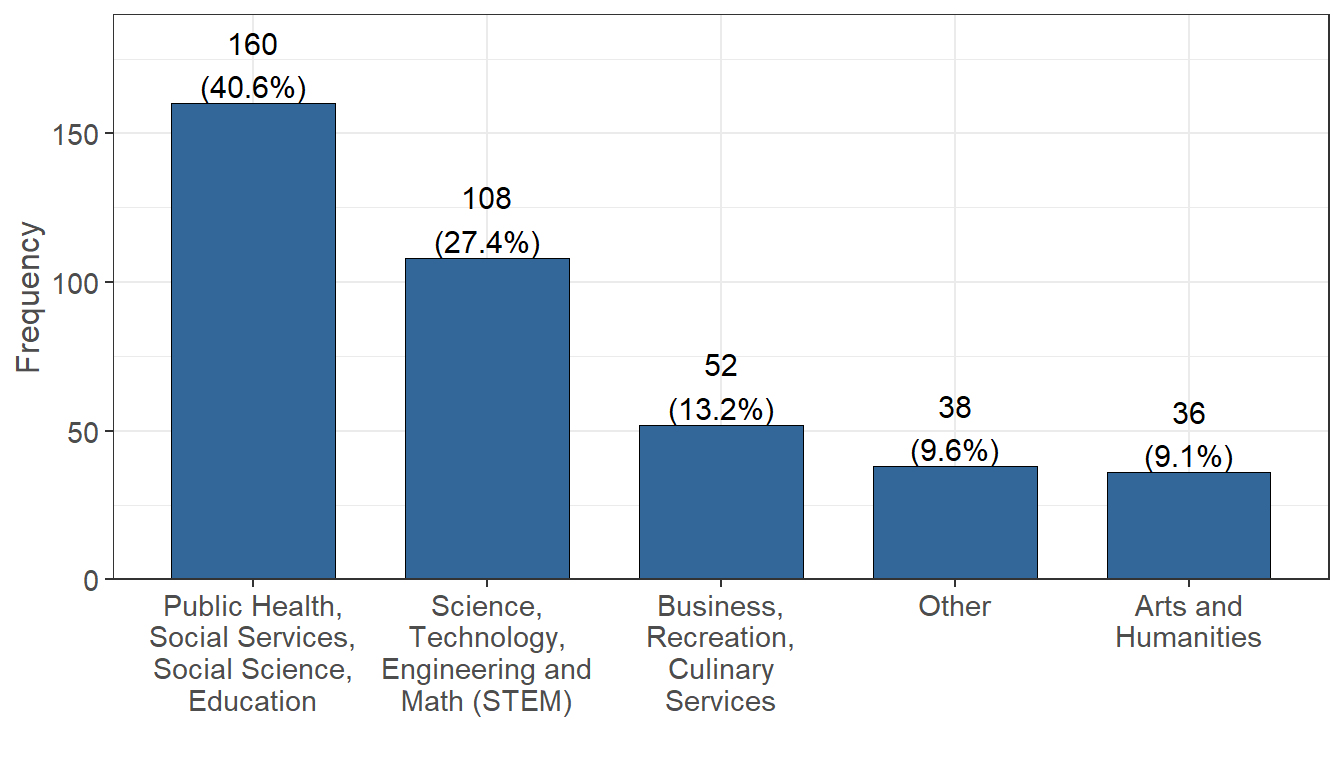 160
(40.6%)
108
(27.4%)
52
(13.2%)
38
(9.6%)
36
(9.1%)
150
100
50
0
Frequency
Public Health,
Social Services,
Social Science,
Education
Science,
Technology,
Engineering and
Math (STEM)
Business,
Recreation,
Culinary
Services
Other
Arts and
Humanities